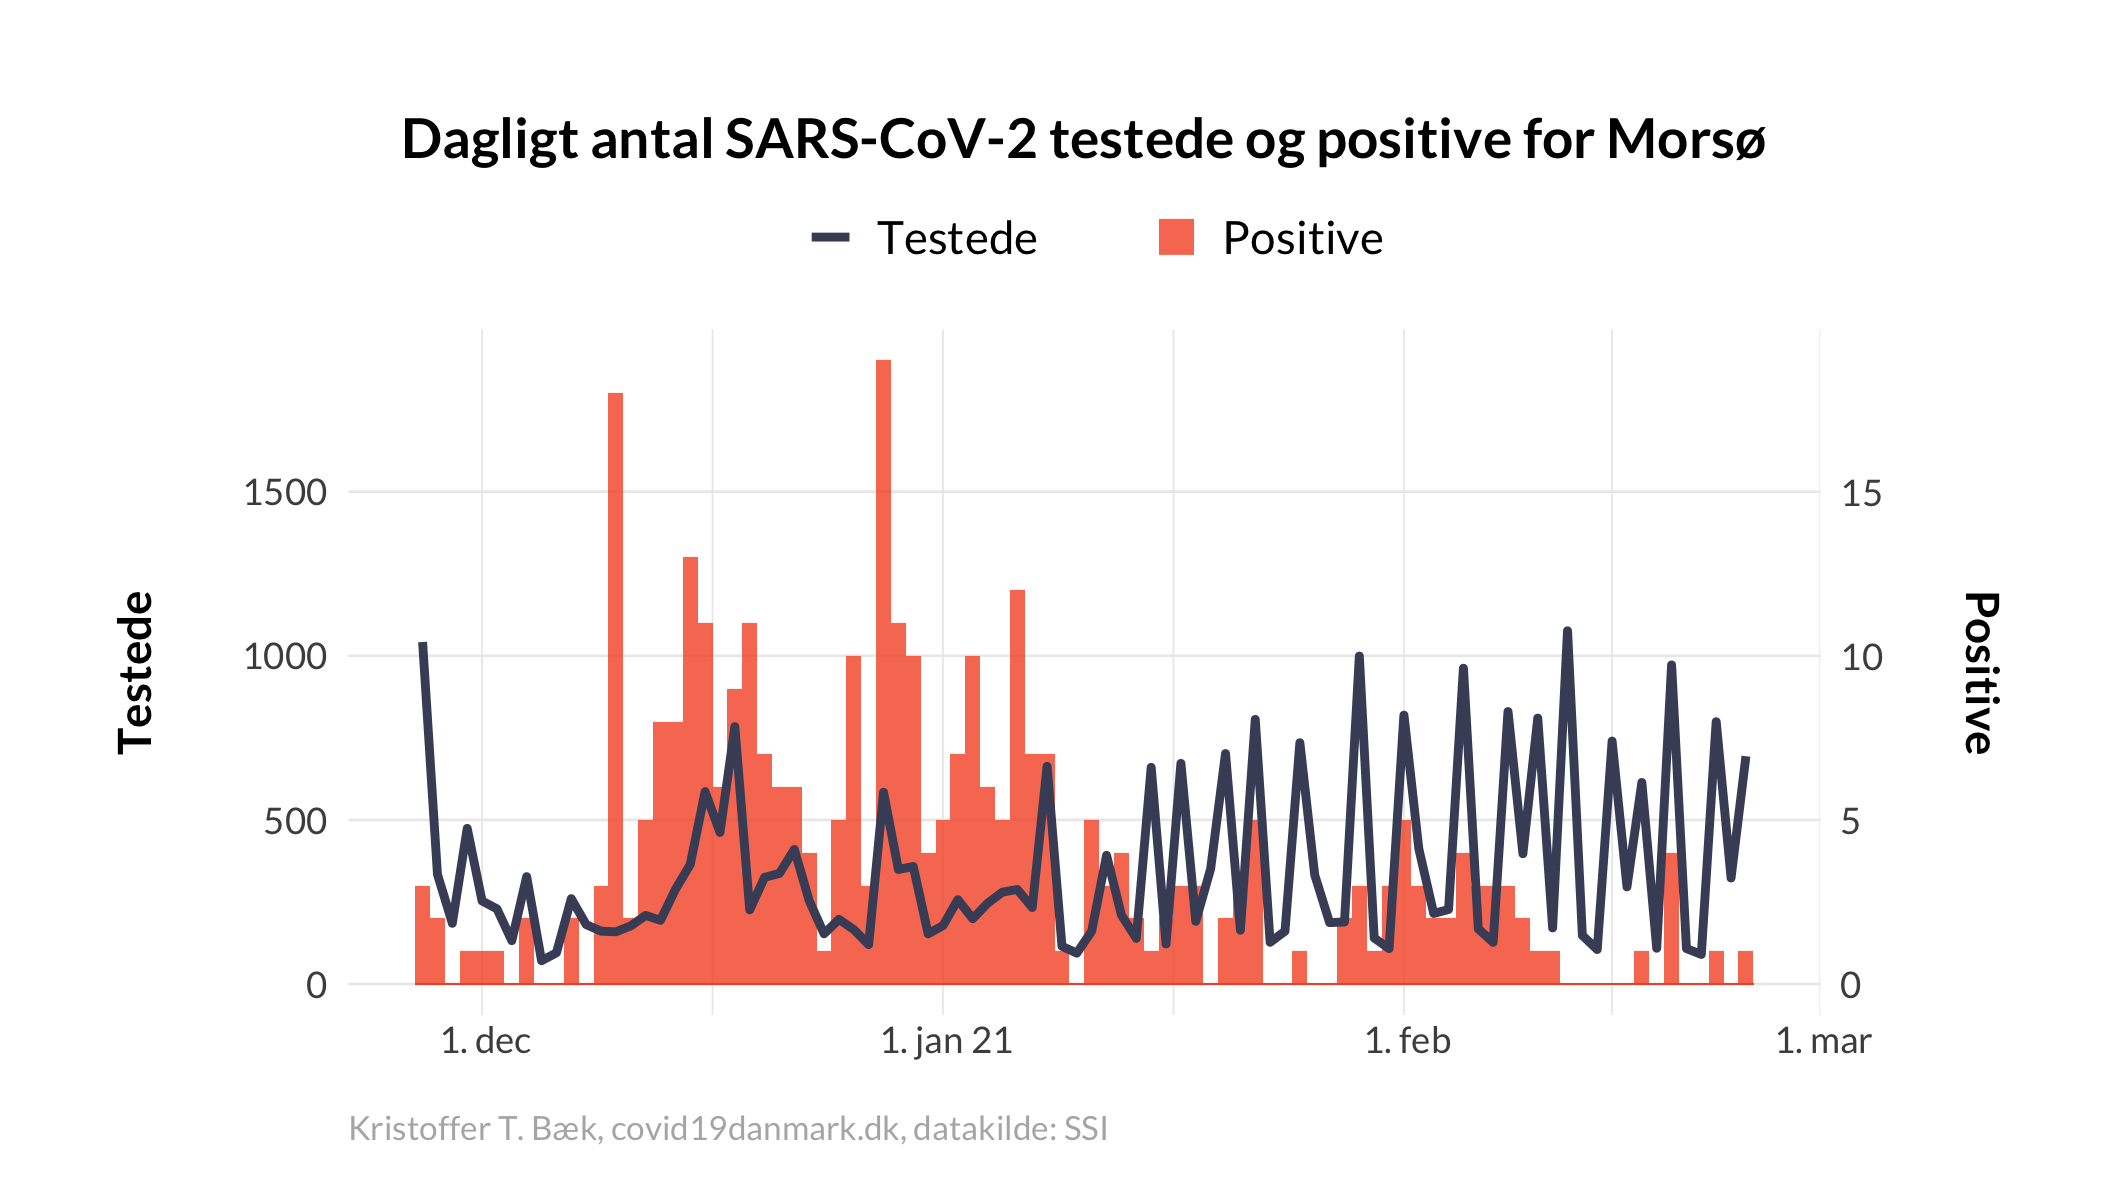 Dagligt antal SARS-CoV-2 testede og positive for Morsø
Testede
Positive
1500
1000
500
0
15
10
5
0
Testede
Positive
1. dec
1. jan 21
1. feb
1. mar
Kristoffer T. Bæk, covid19danmark.dk, datakilde: SSI